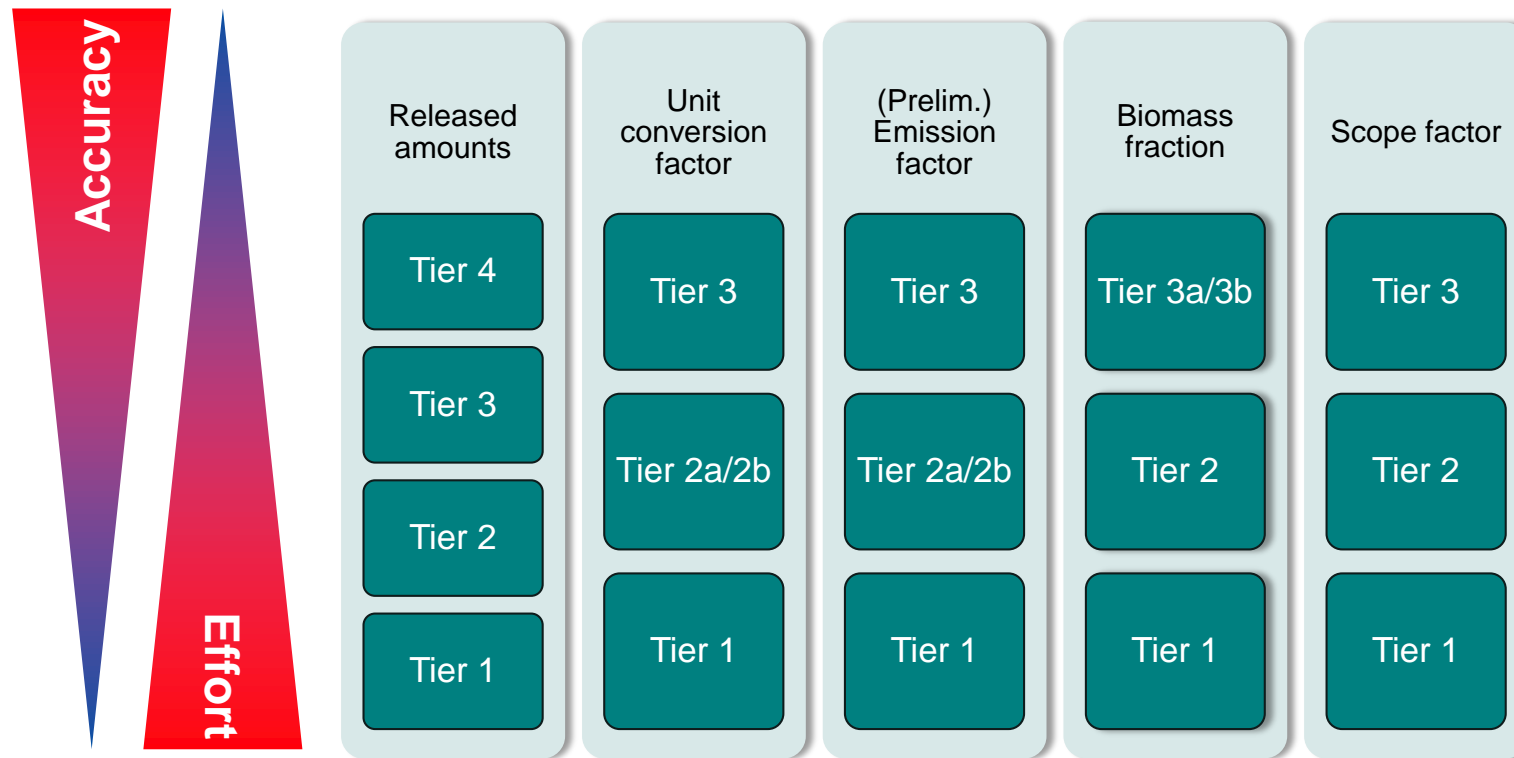 Accuracy
Effort
Released
amounts
Tier 4
Tier 3
Tier 2
Tier 1
Unit
conversion
factor
Tier 3
Tier 2a/2b
Tier 1
(Prelim.)
Emission
factor
Tier 3
Tier 2a/2b
Tier 1
Biomass
fraction
Tier 3a/3b
Tier 2
Tier 1
Scope factor
Tier 3
Tier 2
Tier 1